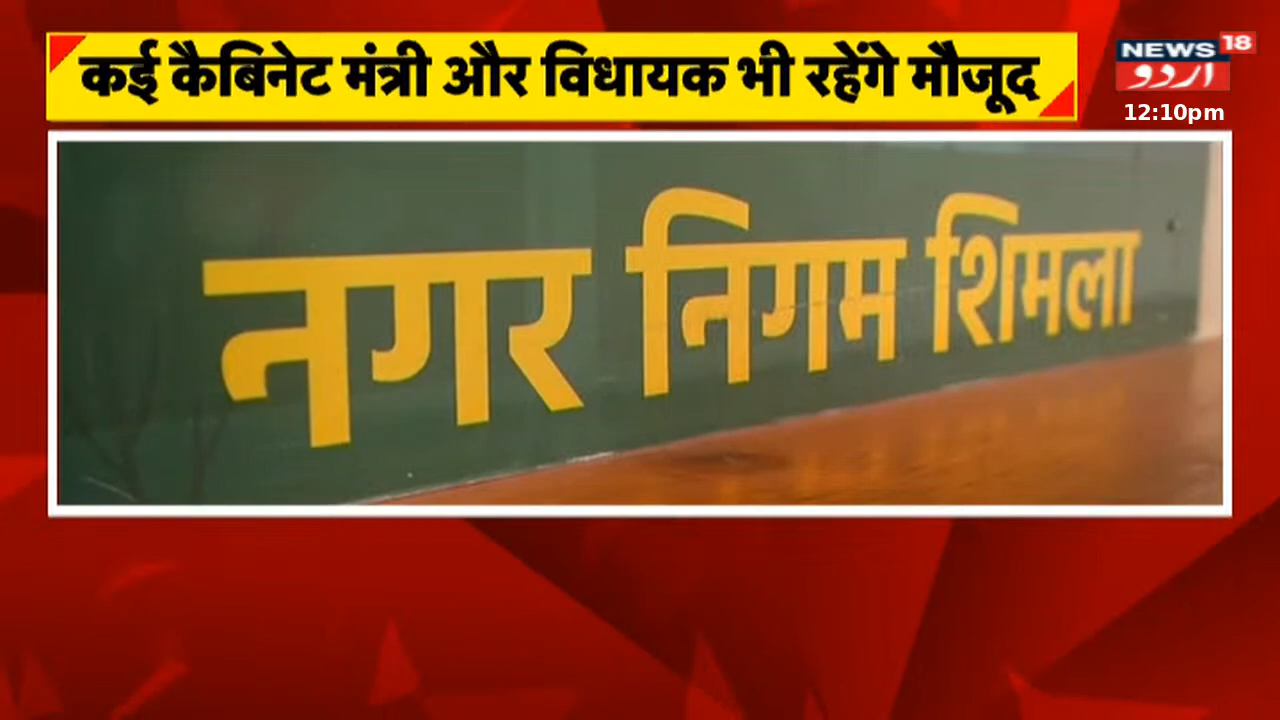 कई कैबिनेट मंत्री और विधायक भी रहेंगे मौजूद
NEWS 18
اردو
12:10pm
नगर निगम शिमला